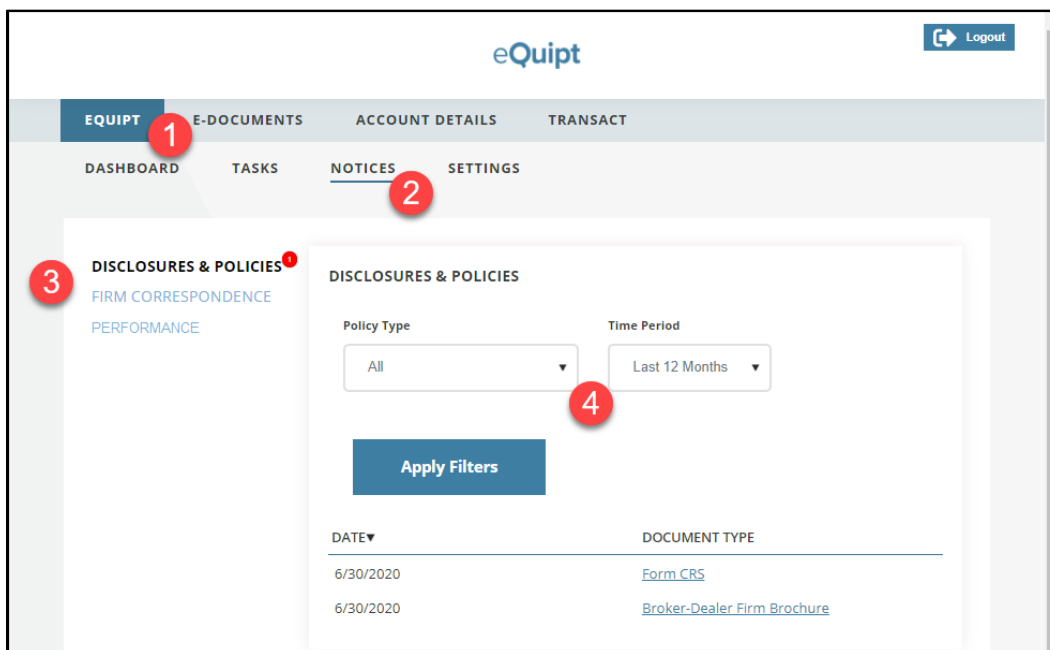 eQuipt
Logout
EQUIPT E-DOCUMENTS ACCOUNT DETAILS TRANSACT
1
DASHBOARD TASKS NOTICES SETTINGS
2
3
DISCLOSURES & POLICIES 1
FIRM CORRESPONDENCE
PERFORMANCE
DISCLOSURES & POLICIES
Policy Type Time Period
All Last 12 Months
4
Apply Filters
DATE DOCUMENT TYPE
6/30/2020 Form CRS
6/30/2020 Broker-Dealer Firm Brochure